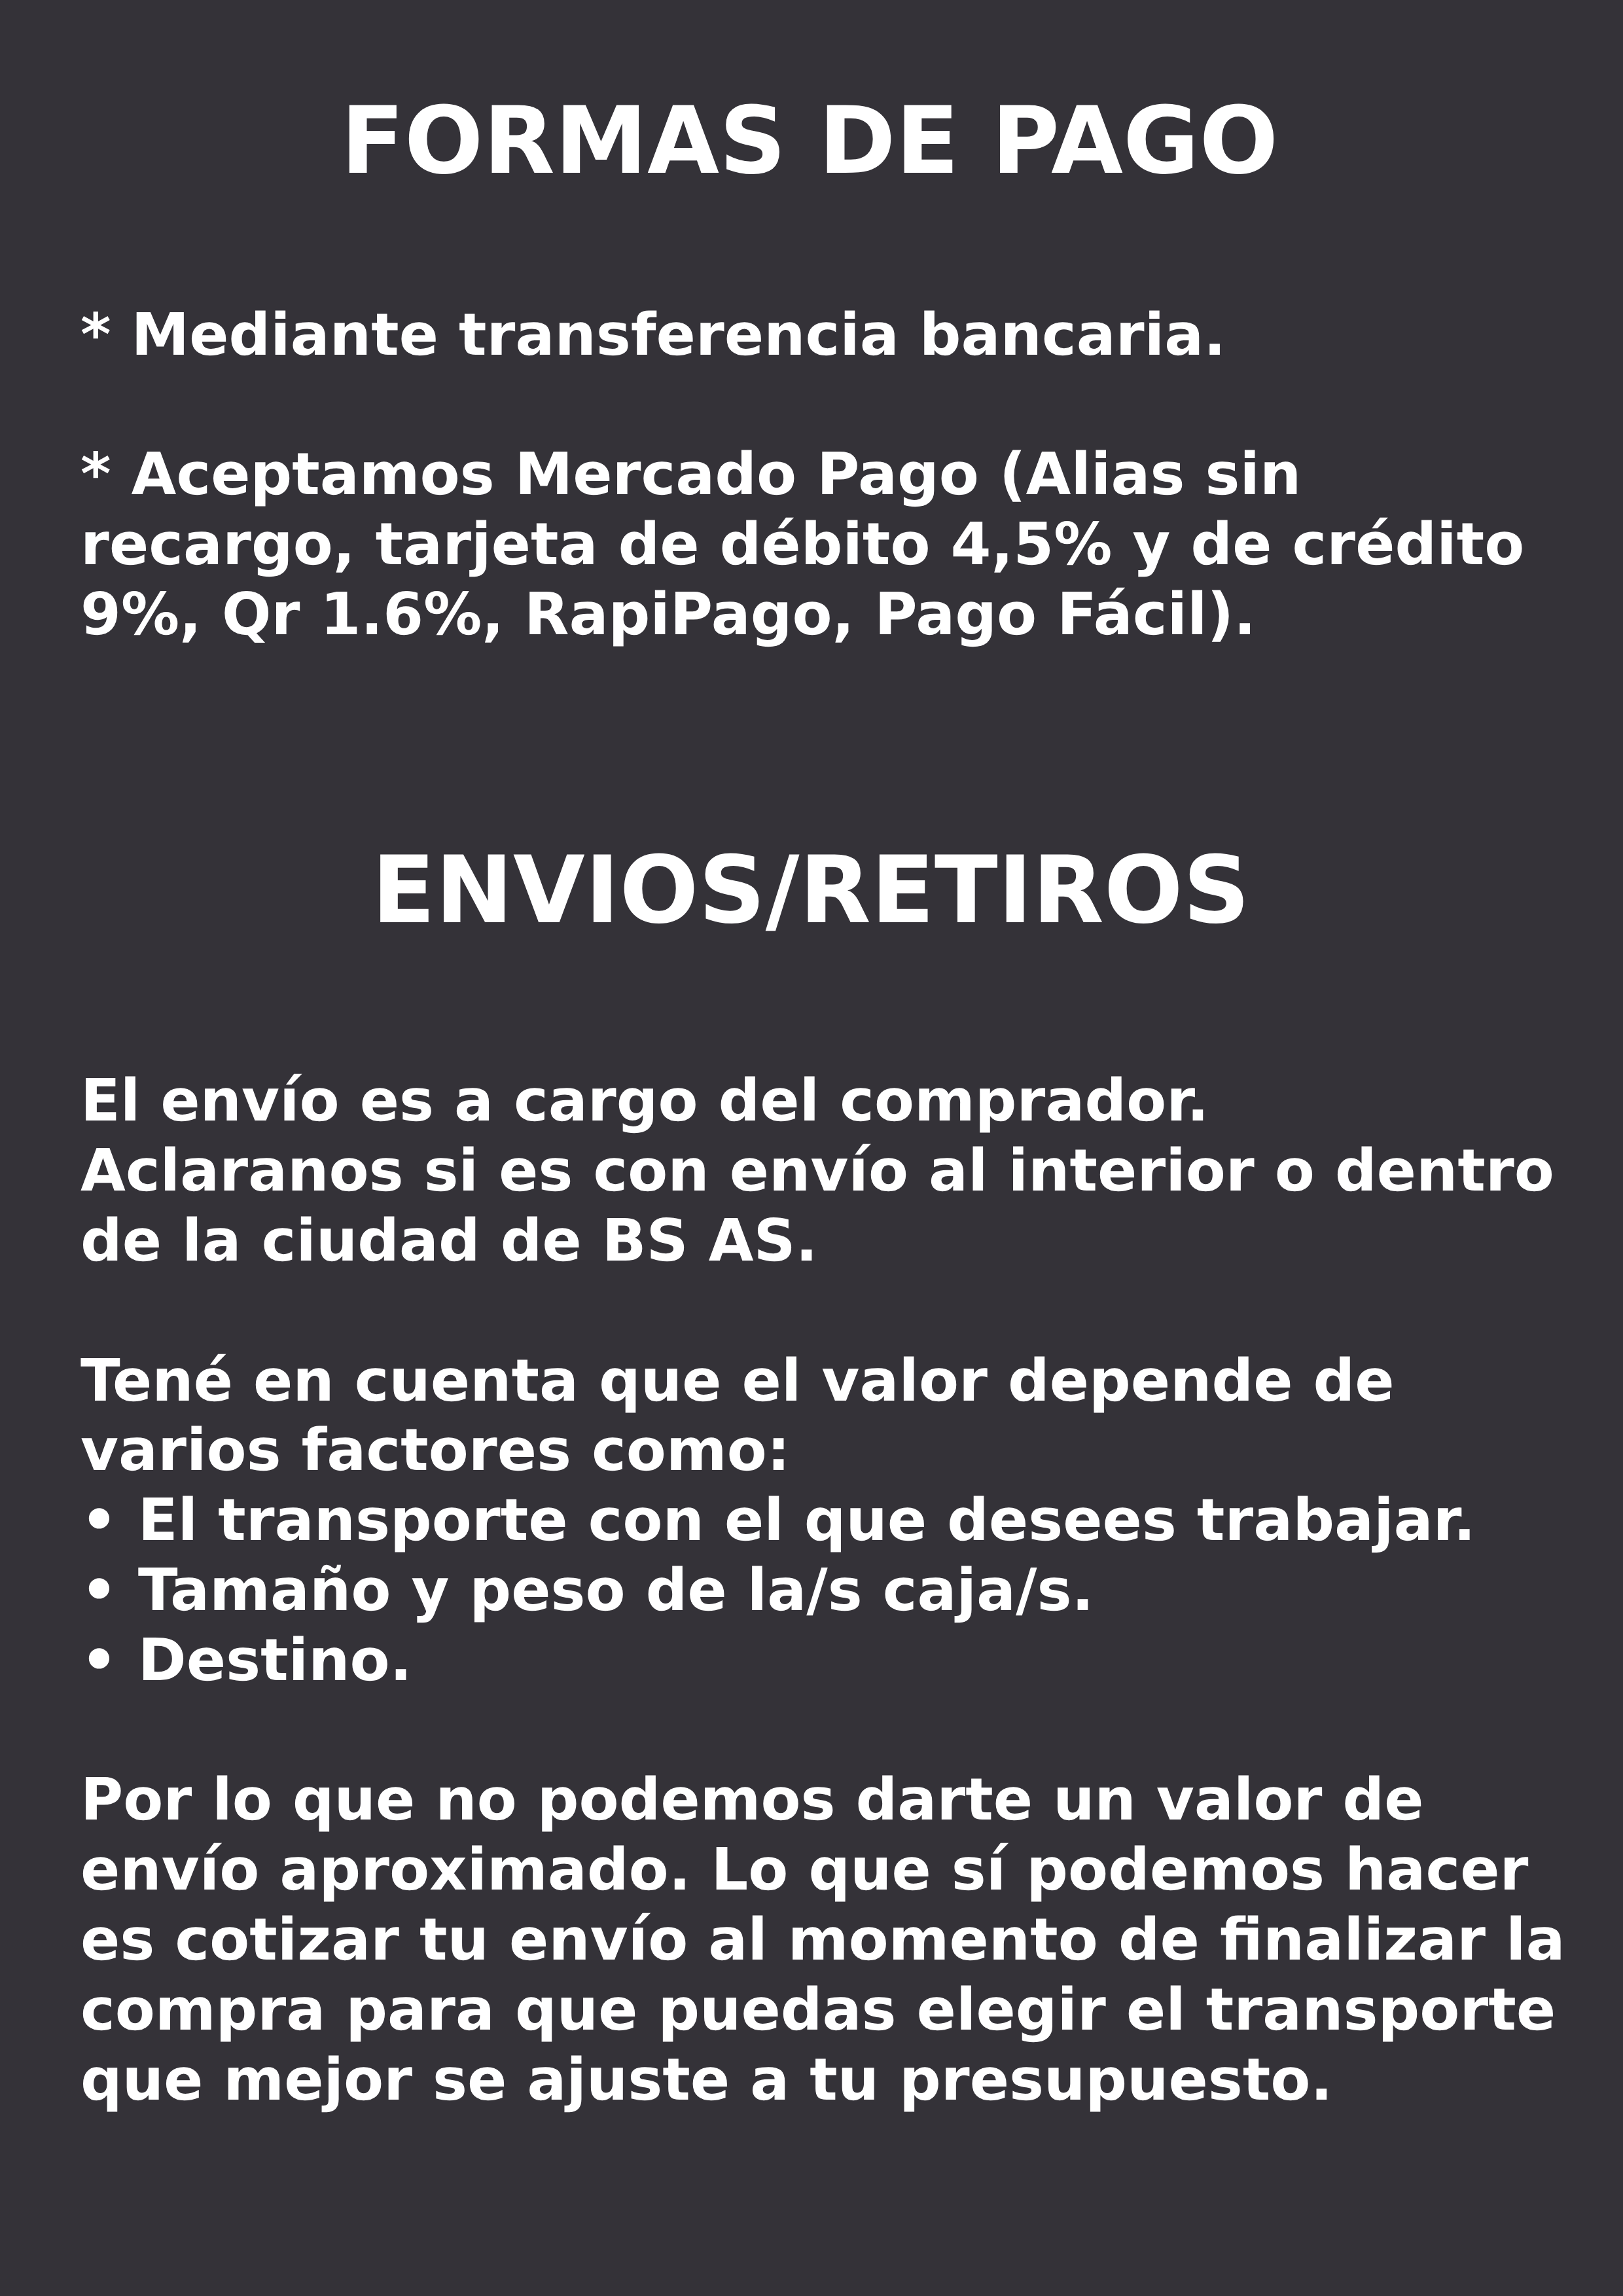 FORMAS DE PAGO
* Mediante transferencia bancaria.
* Aceptamos Mercado Pago (Alias sin
recargo, tarjeta de débito 4,5% y de crédito
9%, Qr 1.6%, RapiPago, Pago Fácil).
ENVIOS/RETIROS
El envío es a cargo del comprador.
Aclaranos si es con envío al interior o dentro
de la ciudad de BS AS.
Tené en cuenta que el valor depende de
varios factores como:
• El transporte con el que desees trabajar.
• Tamaño y peso de la/s caja/s.
• Destino.
Por lo que no podemos darte un valor de
envío aproximado. Lo que sí podemos hacer
es cotizar tu envío al momento de finalizar la
compra para que puedas elegir el transporte
que mejor se ajuste a tu presupuesto.